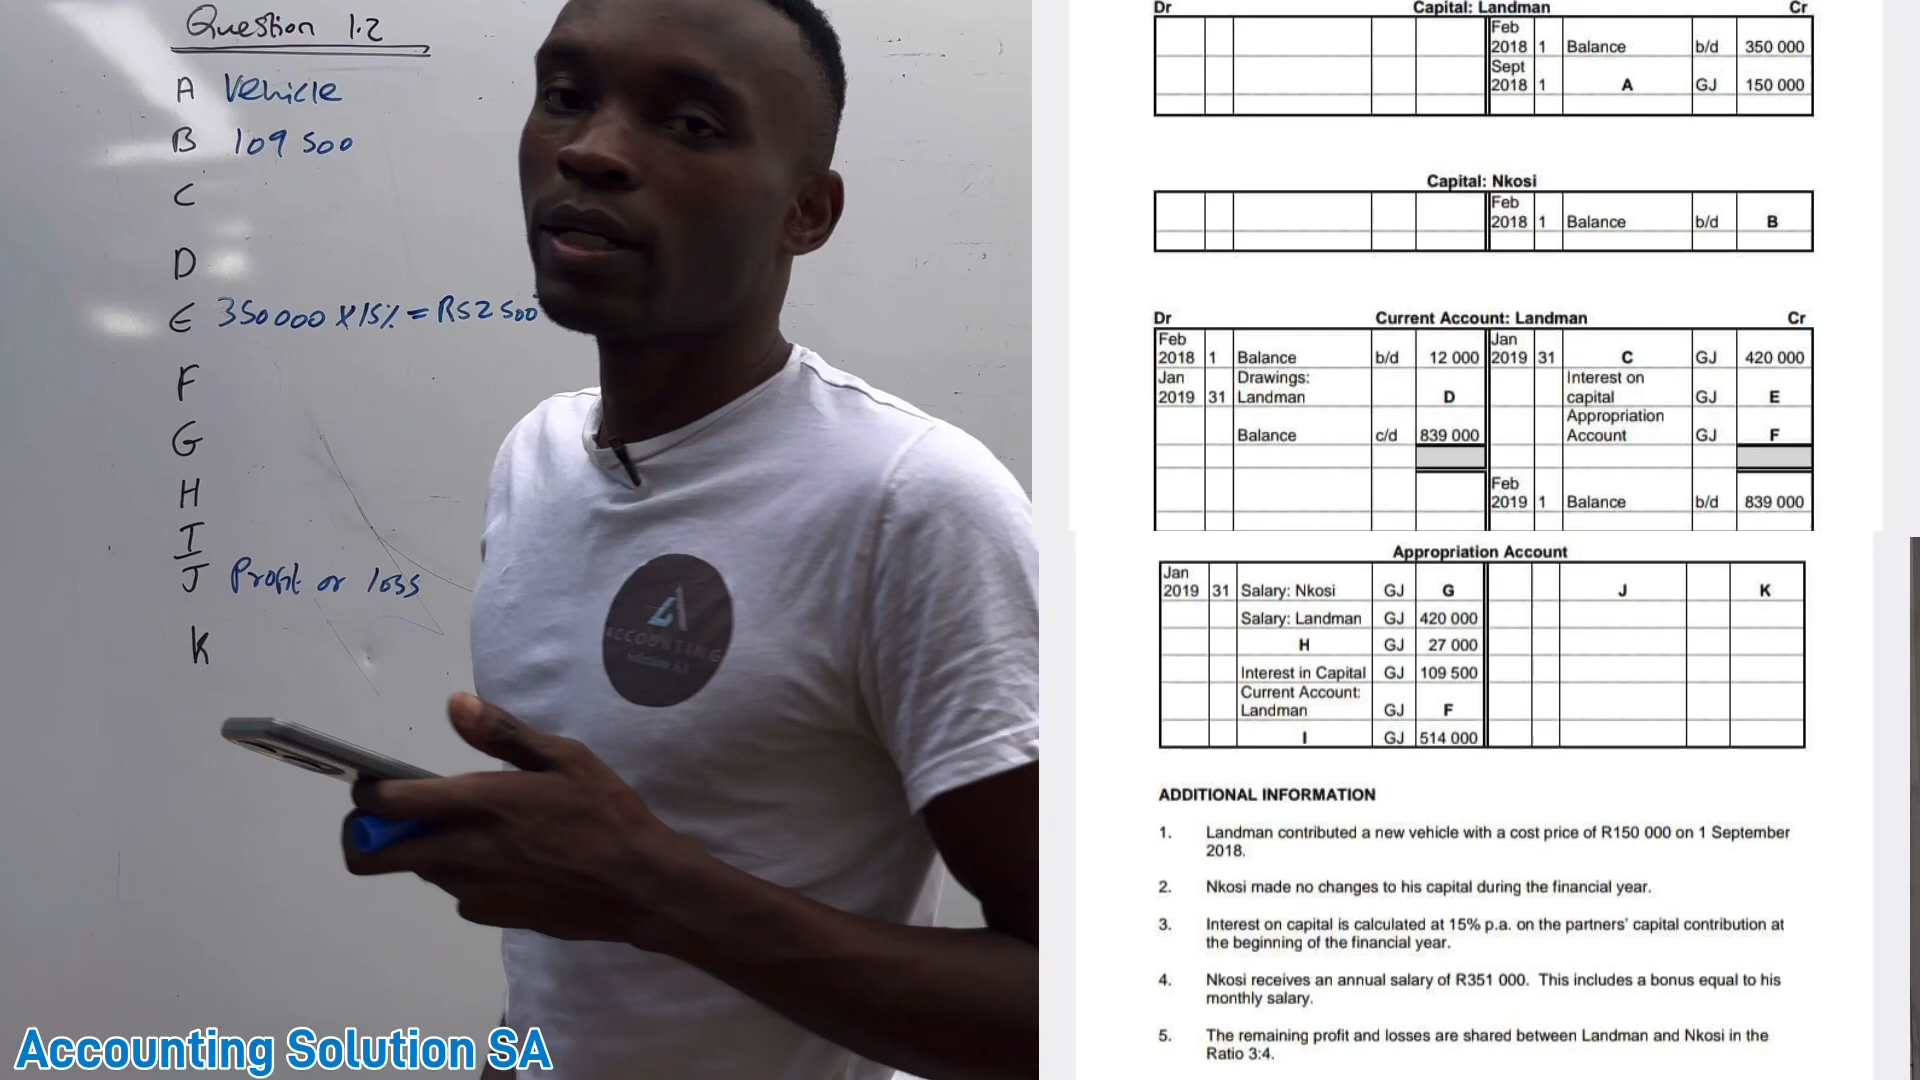 Question 1.2
A Vehicle
B 109 500
C
D
E 350000 X 15% = R52 500
F
G
H
I
J Profit or loss
K
ACCOUNTING
Solution SA
Accounting Solution SA
Dr Capital: Landman Cr
Feb 2018 1 Balance b/d 350 000
Sept 2018 1 A GJ 150 000
Capital: Nkosi
Feb 2018 1 Balance b/d B
Dr Current Account: Landman Cr
Feb 2018 1 Balance b/d 12 000 Jan 2019 31 C GJ 420 000
Jan 2019 31 Drawings: Landman D Interest on capital GJ E
Balance c/d 839 000 Appropriation Account GJ F
Feb 2019 1 Balance b/d 839 000
Appropriation Account
Jan 2019 31 Salary: Nkosi GJ G J K
Salary: Landman GJ 420 000
H GJ 27 000
Interest in Capital GJ 109 500
Current Account: Landman GJ F
I GJ 514 000
ADDITIONAL INFORMATION
1. Landman contributed a new vehicle with a cost price of R150 000 on 1 September
2018.
2. Nkosi made no changes to his capital during the financial year.
3. Interest on capital is calculated at 15% p.a. on the partners' capital contribution at
the beginning of the financial year.
4. Nkosi receives an annual salary of R351 000. This includes a bonus equal to his
monthly salary.
5. The remaining profit and losses are shared between Landman and Nkosi in the
Ratio 3:4.